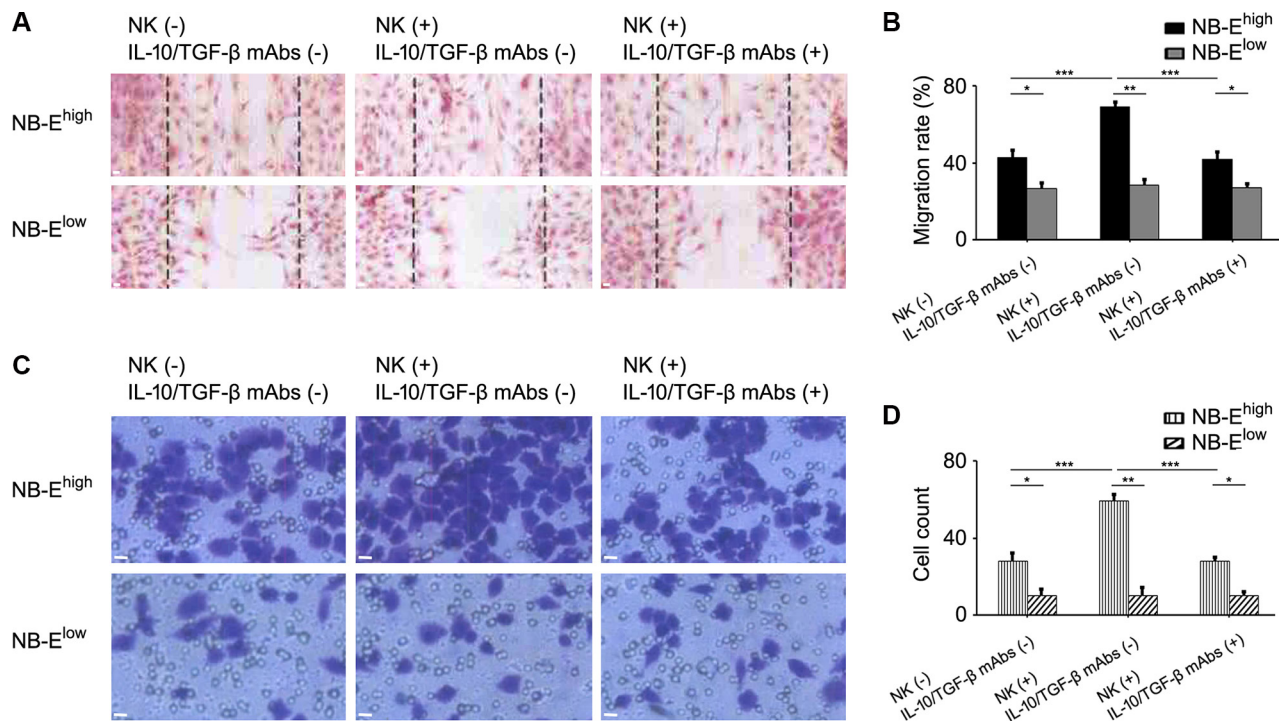 A
NK (-)
IL-10/TGF-β mAbs (-)
NK (+)
IL-10/TGF-β mAbs (-)
NK (+)
IL-10/TGF-β mAbs (+)
NB-Ehigh
NB-Elow
B
NB-Ehigh
NB-Elow
Migration rate (%)
80
40
0
***
***
*
**
*
NK (-)
IL-10/TGF-β mAbs (-)
NK (+)
IL-10/TGF-β mAbs (-)
NK (+)
IL-10/TGF-β mAbs (+)
C
NK (-)
IL-10/TGF-β mAbs (-)
NK (+)
IL-10/TGF-β mAbs (-)
NK (+)
IL-10/TGF-β mAbs (+)
NB-Ehigh
NB-Elow
D
NB-Ehigh
NB-Elow
Cell count
80
40
0
***
***
*
**
*
NK (-)
IL-10/TGF-β mAbs (-)
NK (+)
IL-10/TGF-β mAbs (-)
NK (+)
IL-10/TGF-β mAbs (+)